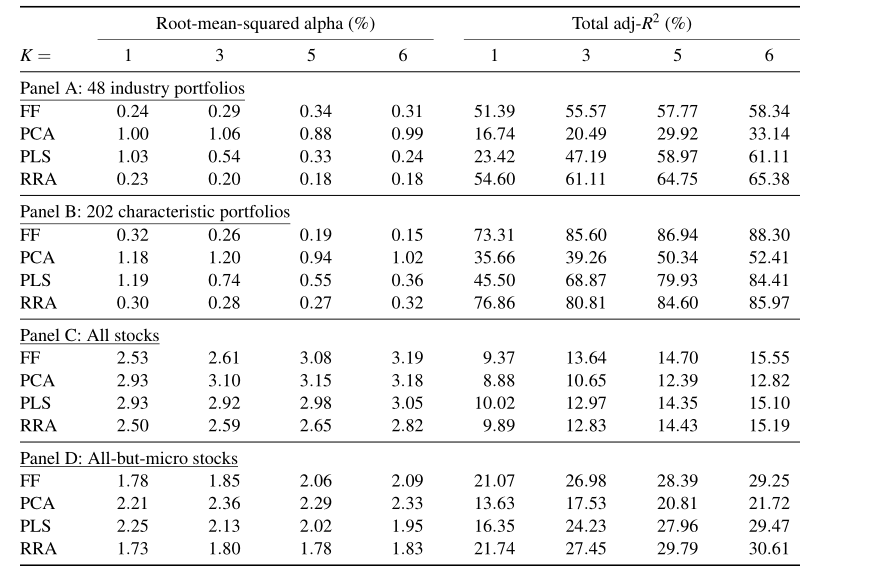 Root-mean-squared alpha (%) Total adj-R² (%)
K = 1 3 5 6 1 3 5 6
Panel A: 48 industry portfolios
FF 0.24 0.29 0.34 0.31 51.39 55.57 57.77 58.34
PCA 1.00 1.06 0.88 0.99 16.74 20.49 29.92 33.14
PLS 1.03 0.54 0.33 0.24 23.42 47.19 58.97 61.11
RRA 0.23 0.20 0.18 0.18 54.60 61.11 64.75 65.38
Panel B: 202 characteristic portfolios
FF 0.32 0.26 0.19 0.15 73.31 85.60 86.94 88.30
PCA 1.18 1.20 0.94 1.02 35.66 39.26 50.34 52.41
PLS 1.19 0.74 0.55 0.36 45.50 68.87 79.93 84.41
RRA 0.30 0.28 0.27 0.32 76.86 80.81 84.60 85.97
Panel C: All stocks
FF 2.53 2.61 3.08 3.19 9.37 13.64 14.70 15.55
PCA 2.93 3.10 3.15 3.18 8.88 10.65 12.39 12.82
PLS 2.93 2.92 2.98 3.05 10.02 12.97 14.35 15.10
RRA 2.50 2.59 2.65 2.82 9.89 12.83 14.43 15.19
Panel D: All-but-micro stocks
FF 1.78 1.85 2.06 2.09 21.07 26.98 28.39 29.25
PCA 2.21 2.36 2.29 2.33 13.63 17.53 20.81 21.72
PLS 2.25 2.13 2.02 1.95 16.35 24.23 27.96 29.47
RRA 1.73 1.80 1.78 1.83 21.74 27.45 29.79 30.61